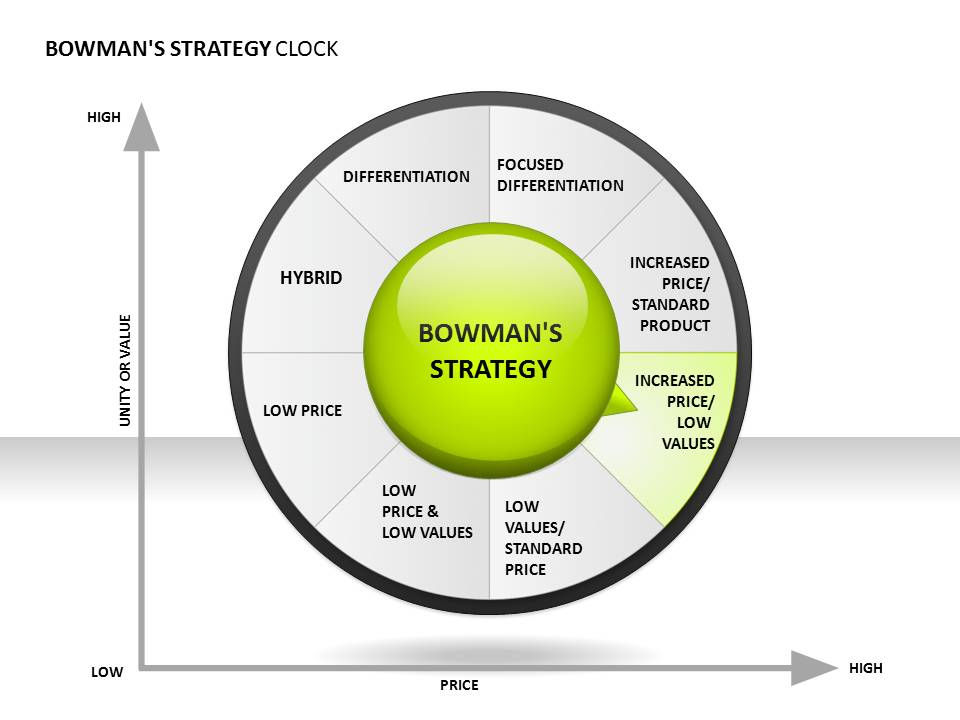 BOWMAN'S STRATEGY CLOCK
HIGH
DIFFERENTIATION
FOCUSED
DIFFERENTIATION
HYBRID
INCREASED
PRICE/
STANDARD
PRODUCT
UNITY OR VALUE
BOWMAN'S
STRATEGY
LOW PRICE
INCREASED
PRICE/
LOW
VALUES
LOW
PRICE &
LOW VALUES
LOW
VALUES/
STANDARD
PRICE
LOW
PRICE
HIGH